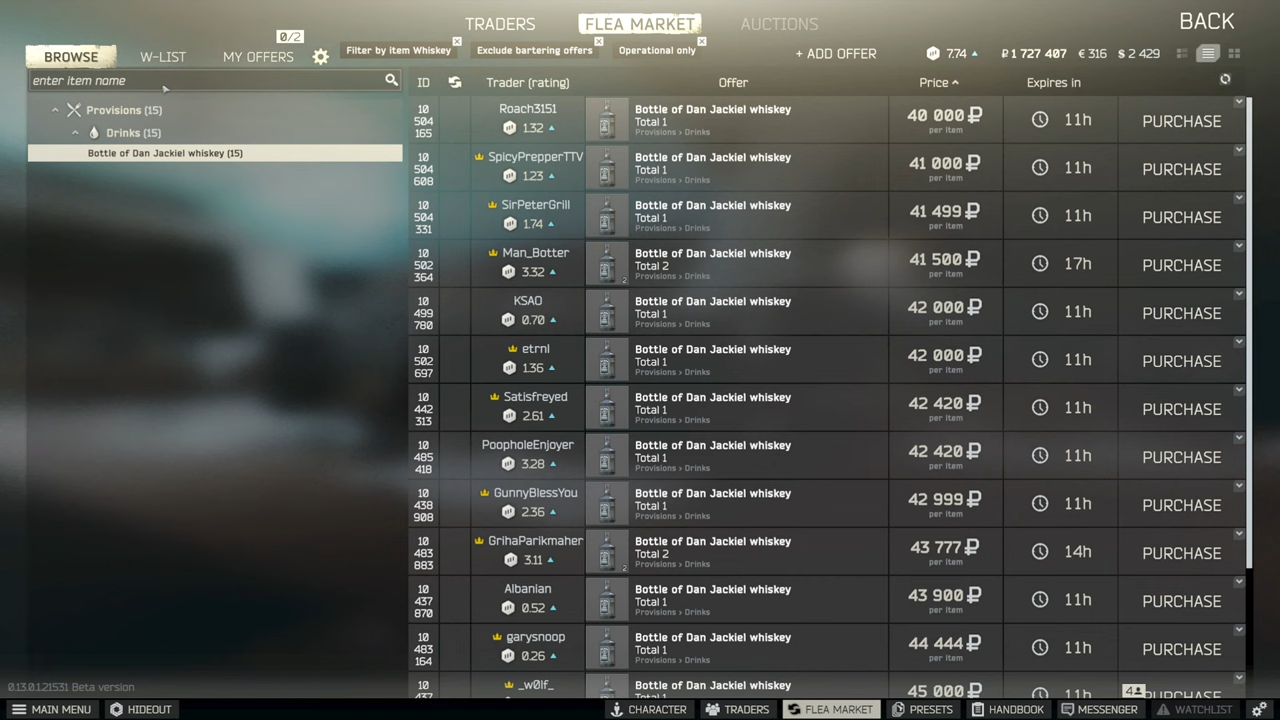 TRADERS FLEA MARKET AUCTIONS BACK
0/2
BROWSE W-LIST MY OFFERS Filter by item Whiskey x Exclude bartering offers x Operational only x + ADD OFFER 7.74 ₽ 1 727 407 € 316 $ 2 429
enter item name
Provisions (15)
Drinks (15)
Bottle of Dan Jackiel whiskey (15)
ID Trader (rating) Offer Price Expires in
10 504 165 Roach3151 1.32 Bottle of Dan Jackiel whiskey Total 1 Provisions > Drinks 40 000 ₽ per item 11h PURCHASE
10 504 608 SpicyPrepperTTV 1.23 Bottle of Dan Jackiel whiskey Total 1 Provisions > Drinks 41 000 ₽ per item 11h PURCHASE
10 504 331 SirPeterGrill 1.74 Bottle of Dan Jackiel whiskey Total 1 Provisions > Drinks 41 499 ₽ per item 11h PURCHASE
10 502 364 Man_Botter 3.32 2 Bottle of Dan Jackiel whiskey Total 2 Provisions > Drinks 41 500 ₽ per item 17h PURCHASE
10 499 780 KSAO 0.70 Bottle of Dan Jackiel whiskey Total 1 Provisions > Drinks 42 000 ₽ per item 11h PURCHASE
10 502 697 etrnl 1.36 Bottle of Dan Jackiel whiskey Total 1 Provisions > Drinks 42 000 ₽ per item 11h PURCHASE
10 442 313 Satisfreyed 2.61 Bottle of Dan Jackiel whiskey Total 1 Provisions > Drinks 42 420 ₽ per item 11h PURCHASE
10 485 418 PoopholeEnjoyer 3.28 Bottle of Dan Jackiel whiskey Total 1 Provisions > Drinks 42 420 ₽ per item 11h PURCHASE
10 438 908 GunnyBlessYou 2.36 Bottle of Dan Jackiel whiskey Total 1 Provisions > Drinks 42 999 ₽ per item 11h PURCHASE
10 483 883 GrihaParikmaher 3.11 2 Bottle of Dan Jackiel whiskey Total 2 Provisions > Drinks 43 777 ₽ per item 14h PURCHASE
10 437 870 Albanian 0.52 Bottle of Dan Jackiel whiskey Total 1 Provisions > Drinks 43 900 ₽ per item 11h PURCHASE
10 483 164 garysnoop 0.26 Bottle of Dan Jackiel whiskey Total 1 Provisions > Drinks 44 444 ₽ per item 11h PURCHASE
10 _w0lf_ Bottle of Dan Jackiel whiskey 45 000 ₽ 11h PURCHASE
0.13.0.1.21531 Beta version
4
MAIN MENU HIDEOUT CHARACTER TRADERS FLEA MARKET PRESETS HANDBOOK MESSENGER WATCHLIST